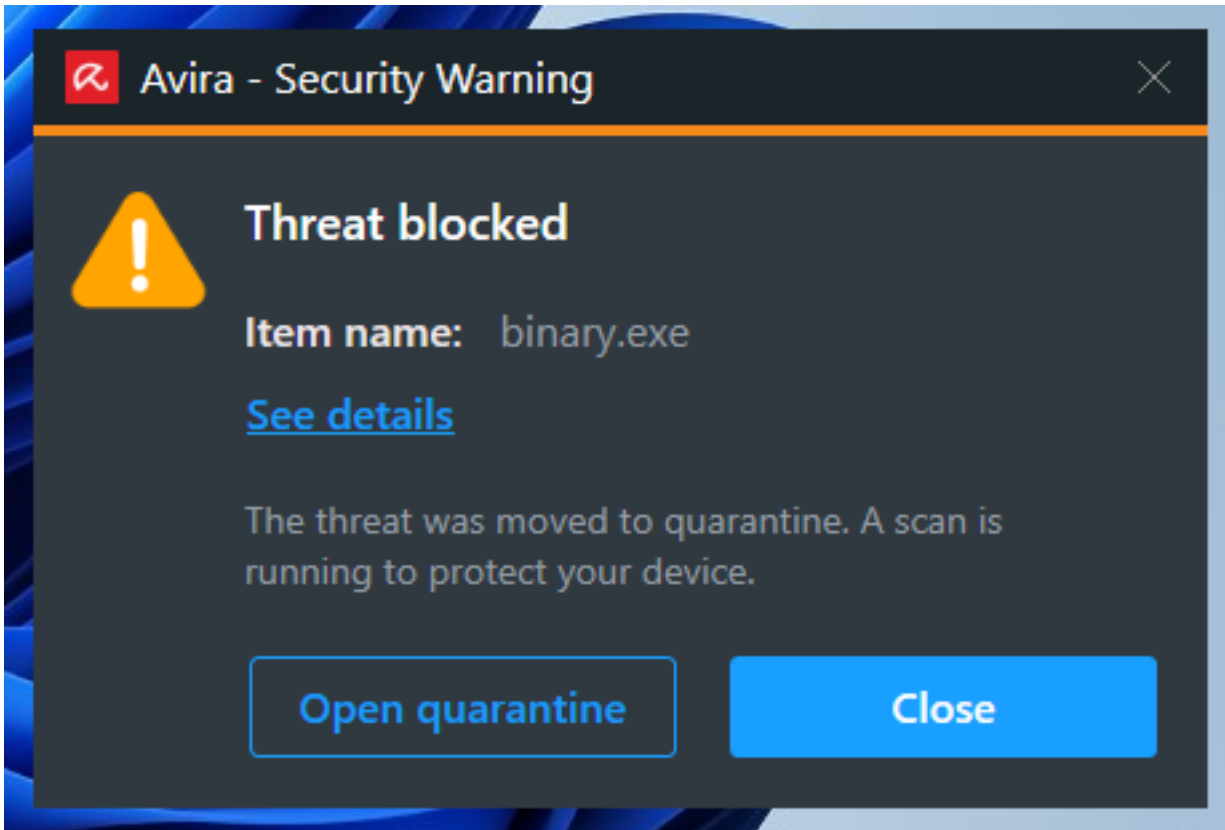 Avira - Security Warning
Threat blocked
Item name: binary.exe
See details
The threat was moved to quarantine. A scan is
running to protect your device.
Open quarantine
Close